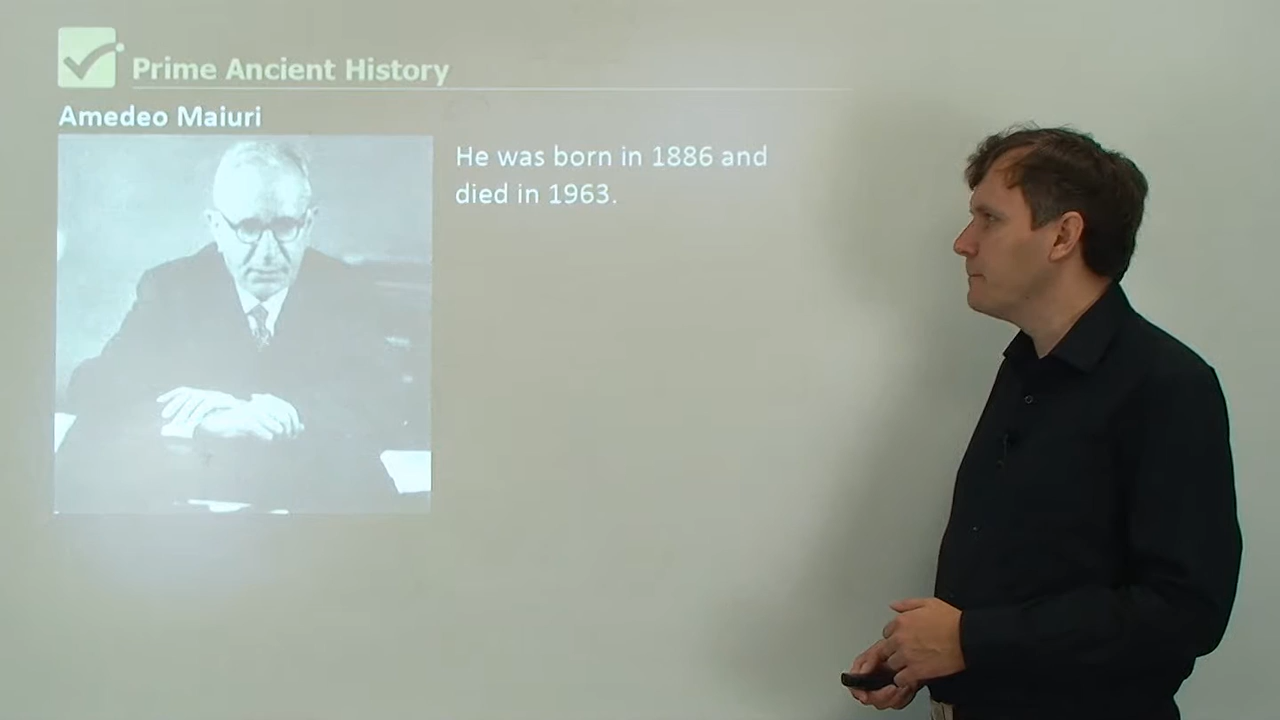 Prime Ancient History
Amedeo Maiuri
He was born in 1886 and
died in 1963.